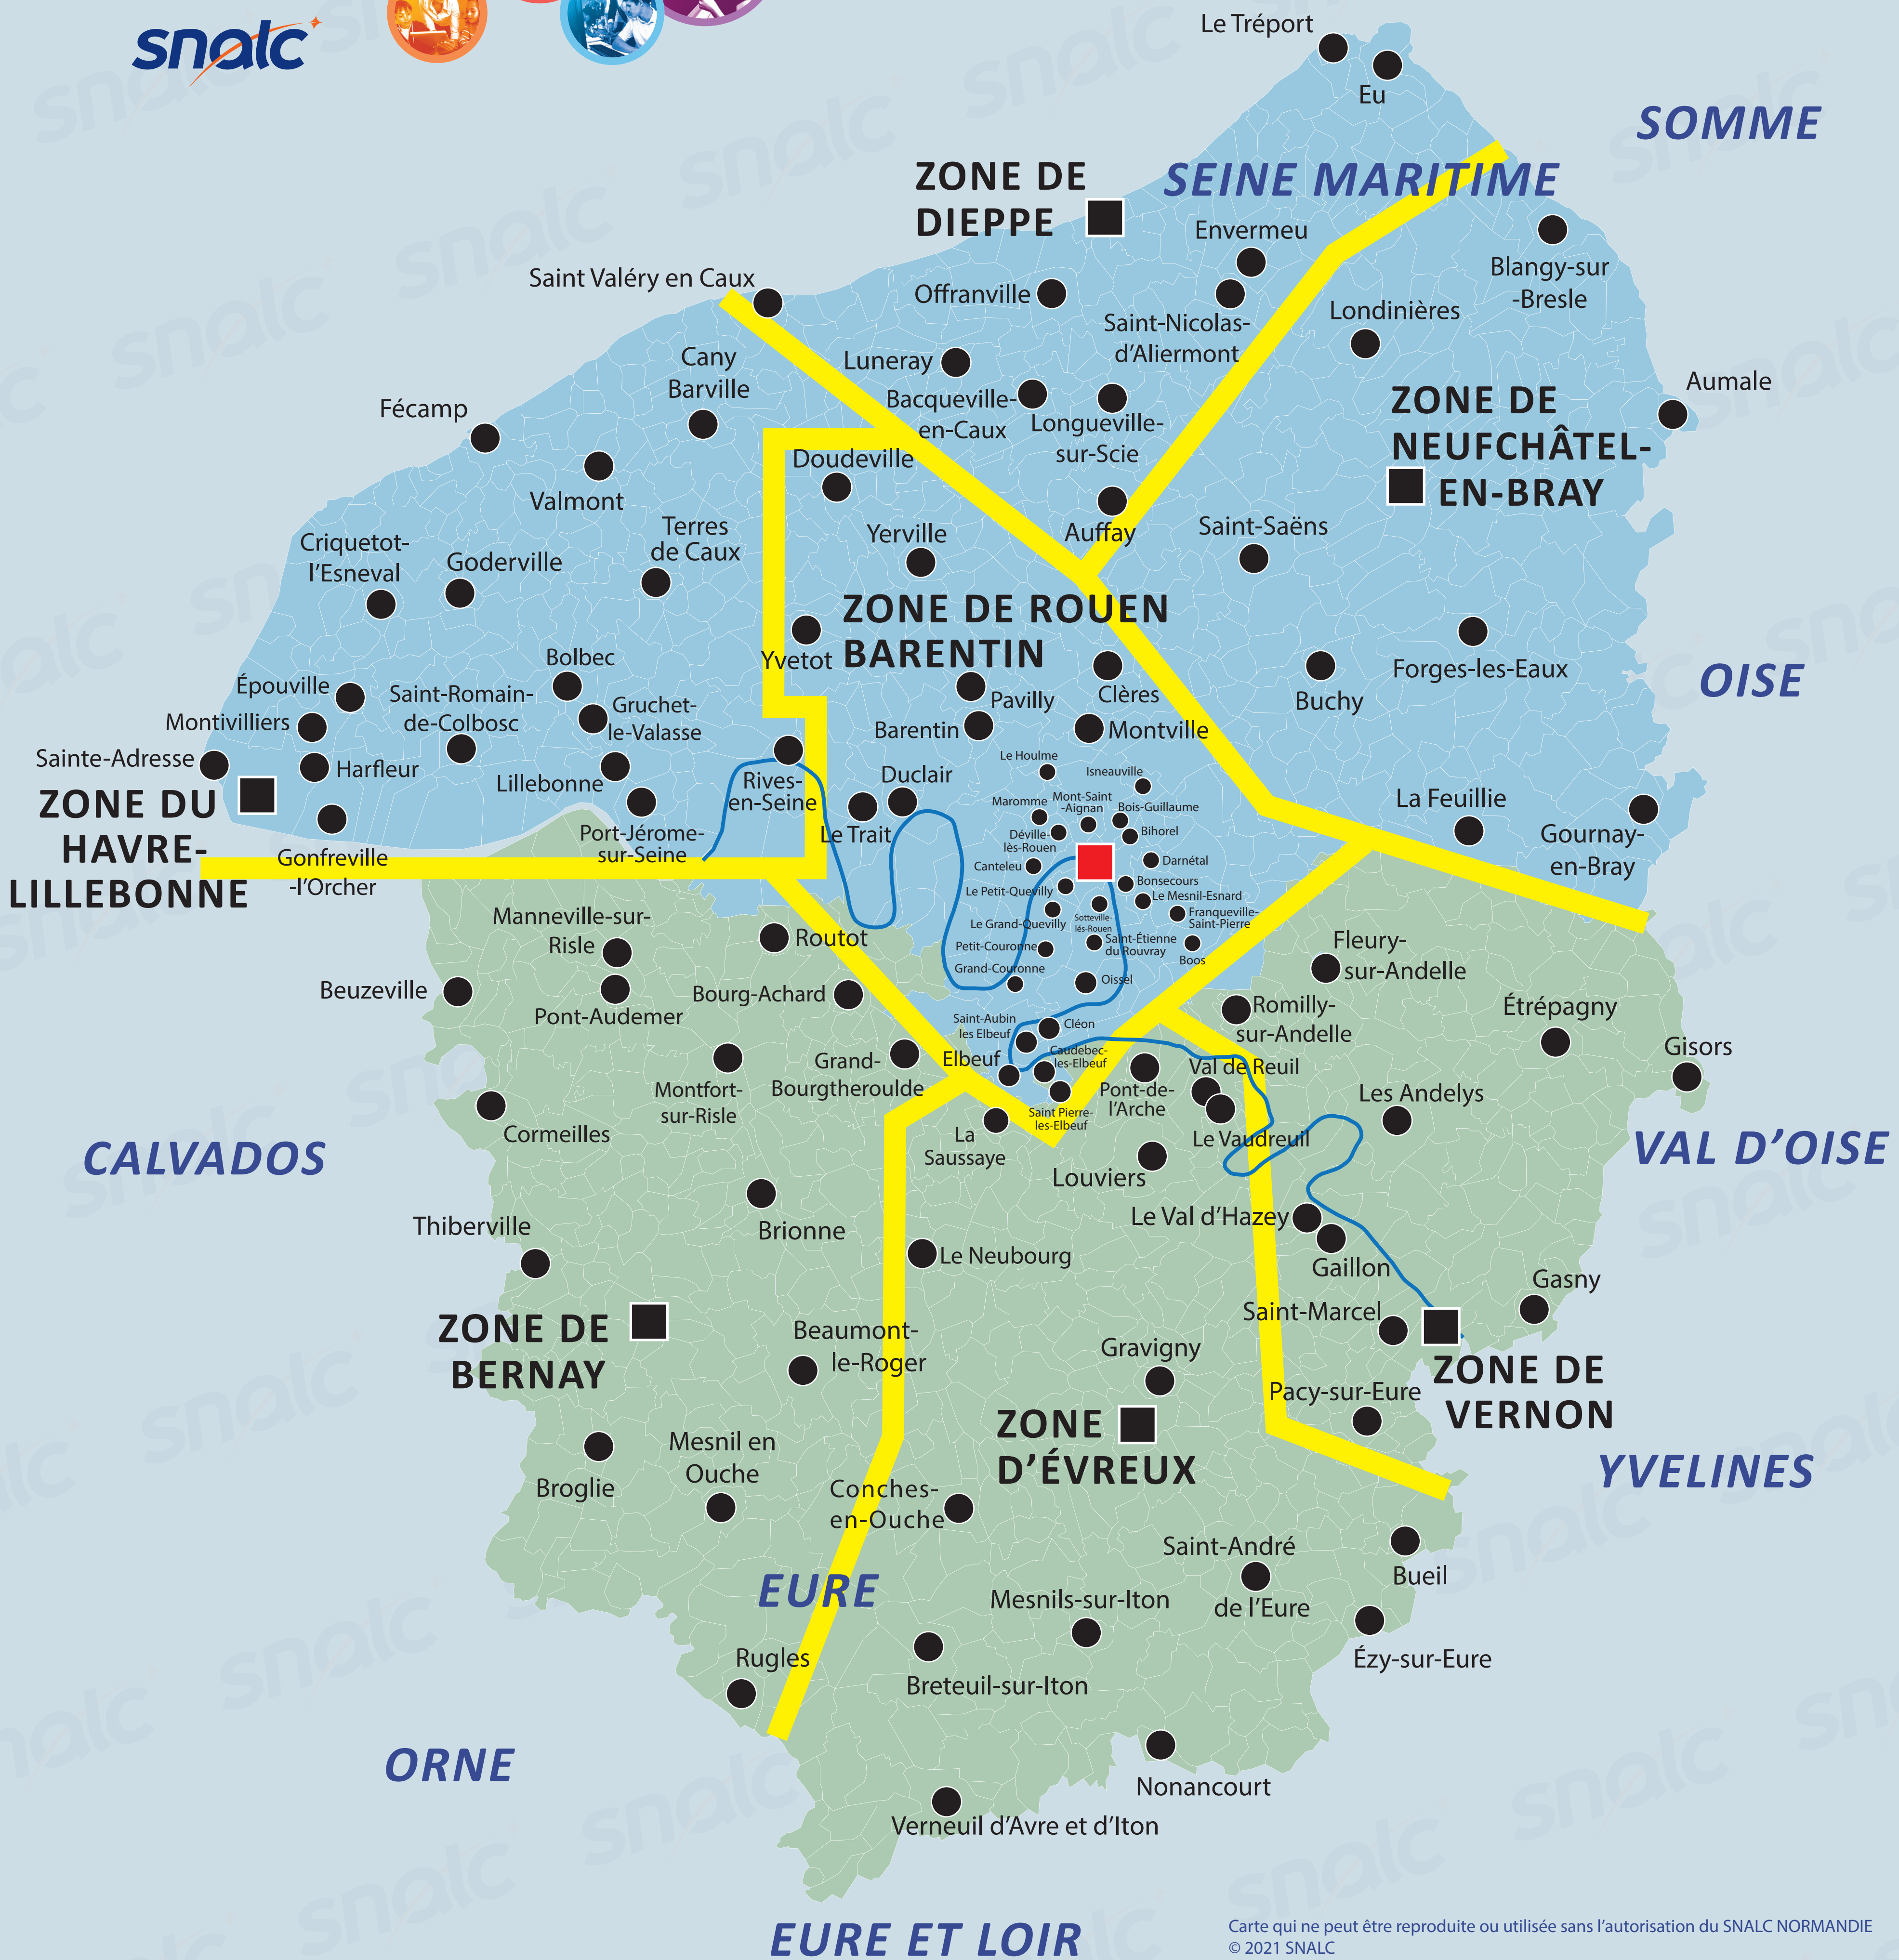 snalc
Le Tréport
Eu
SOMME
SEINE MARITIME
ZONE DE
DIEPPE
Envermeu
Saint Valéry en Caux
Offranville
Saint-Nicolas-
d'Aliermont
Blangy-sur
-Bresle
Londinières
Cany
Barville
Luneray
Bacqueville-
en-Caux
Longueville-
sur-Scie
Aumale
ZONE DE
NEUFCHÂTEL-
EN-BRAY
Fécamp
Valmont
Doudeville
Terres
de Caux
Yerville
Auffay
Saint-Saëns
Criquetot-
l'Esneval
Goderville
ZONE DE ROUEN
BARENTIN
Yvetot
Bolbec
Épouville
Saint-Romain-
de-Colbosc
Gruchet-
le-Valasse
Montivilliers
Pavilly
Clères
Barentin
Montville
Buchy
Forges-les-Eaux
OISE
Sainte-Adresse
Harfleur
Lillebonne
Rives-
en-Seine
Duclair
Le Houlme
Isneauville
ZONE DU
HAVRE-
LILLEBONNE
Gonfreville
-l'Orcher
Port-Jérome-
sur-Seine
Le Trait
Maromme
Mont-Saint
-Aignan
Bois-Guillaume
Déville-
lès-Rouen
Bihorel
Canteleu
Darnétal
Le Petit-Quevilly
Bonsecours
Le Mesnil-Esnard
Le Grand-Quevilly
Sotteville-
lés-Rouen
Franqueville-
Saint-Pierre
Petit-Couronne
Saint-Étienne
du Rouvray
Boos
Grand-Couronne
Oissel
La Feuillie
Gournay-
en-Bray
Manneville-sur-
Risle
Routot
Beuzeville
Pont-Audemer
Bourg-Achard
Saint-Aubin
les Elbeuf
Cléon
Elbeuf
Caudebec-
les-Elbeuf
Saint Pierre-
les-Elbeuf
Fleury-
sur-Andelle
Romilly-
sur-Andelle
Étrépagny
Gisors
Montfort-
sur-Risle
Grand-
Bourgtheroulde
Pont-de-
l'Arche
Val de Reuil
Le Vaudreuil
Les Andelys
Cormeilles
La
Saussaye
Louviers
CALVADOS
VAL D'OISE
Brionne
Thiberville
Le Neubourg
Le Val d'Hazey
Gaillon
Gasny
ZONE DE
BERNAY
Beaumont-
le-Roger
Gravigny
Saint-Marcel
ZONE DE
VERNON
Pacy-sur-Eure
ZONE
D'ÉVREUX
Broglie
Mesnil en
Ouche
Conches-
en-Ouche
YVELINES
Saint-André
de l'Eure
Bueil
EURE
Mesnils-sur-Iton
Ézy-sur-Eure
Rugles
Breteuil-sur-Iton
ORNE
Nonancourt
Verneuil d'Avre et d'Iton
EURE ET LOIR
Carte qui ne peut être reproduite ou utilisée sans l'autorisation du SNALC NORMANDIE
© 2021 SNALC